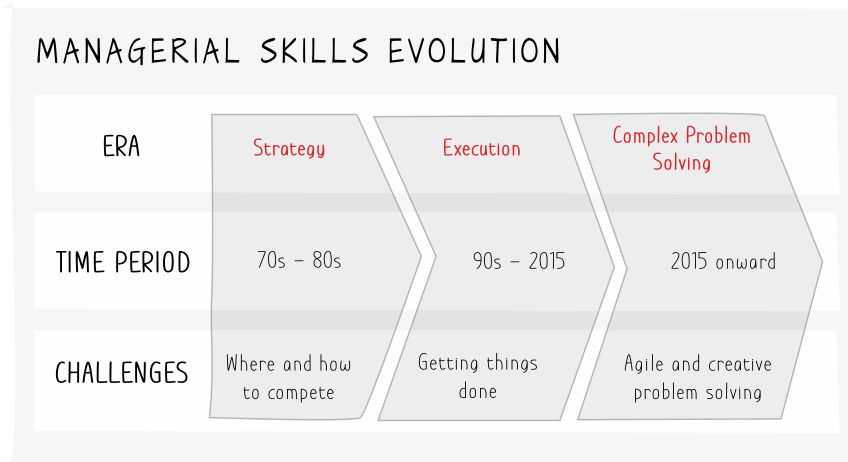 MANAGERIAL SKILLS EVOLUTION
ERA
Strategy
Execution
Complex Problem
Solving
TIME PERIOD
70s – 80s
90s – 2015
2015 onward
CHALLENGES
Where and how
to compete
Getting things
done
Agile and creative
problem solving